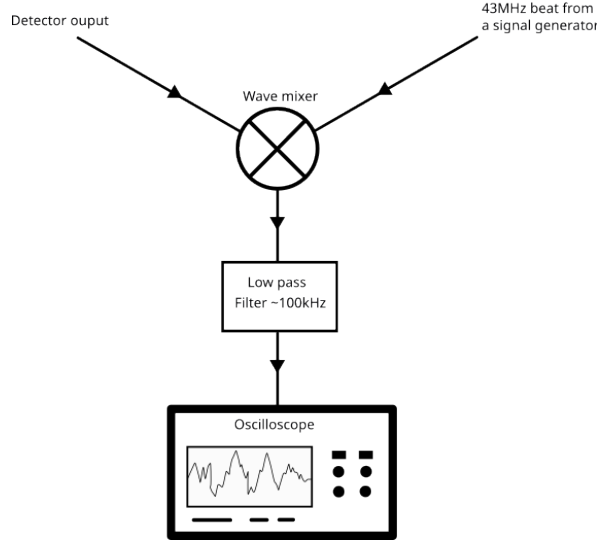 Detector ouput
43MHz beat from
a signal generator
Wave mixer
Low pass
Filter ~100kHz
Oscilloscope